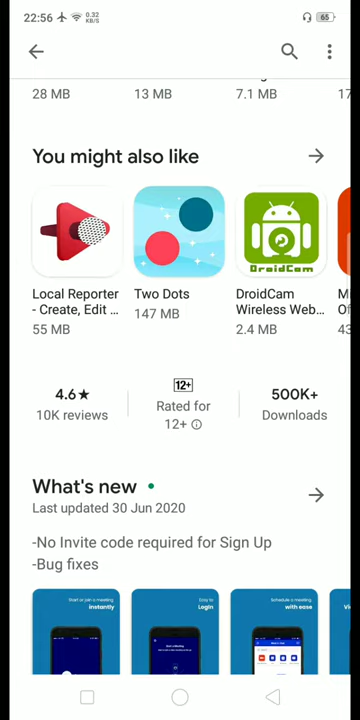 22:56
0.32
KB/S
65
28 MB
13 MB
7.1 MB
17
You might also like
DroidCam
Local Reporter
- Create, Edit ...
55 MB
Two Dots
147 MB
DroidCam
Wireless Web...
2.4 MB
Of
43
4.6★
10K reviews
12+
Rated for
12+
500K+
Downloads
What's new
Last updated 30 Jun 2020
-No Invite code required for Sign Up
-Bug fixes
Start or join a meeting
instantly
Easy to
Login
Schedule a meeting
with ease